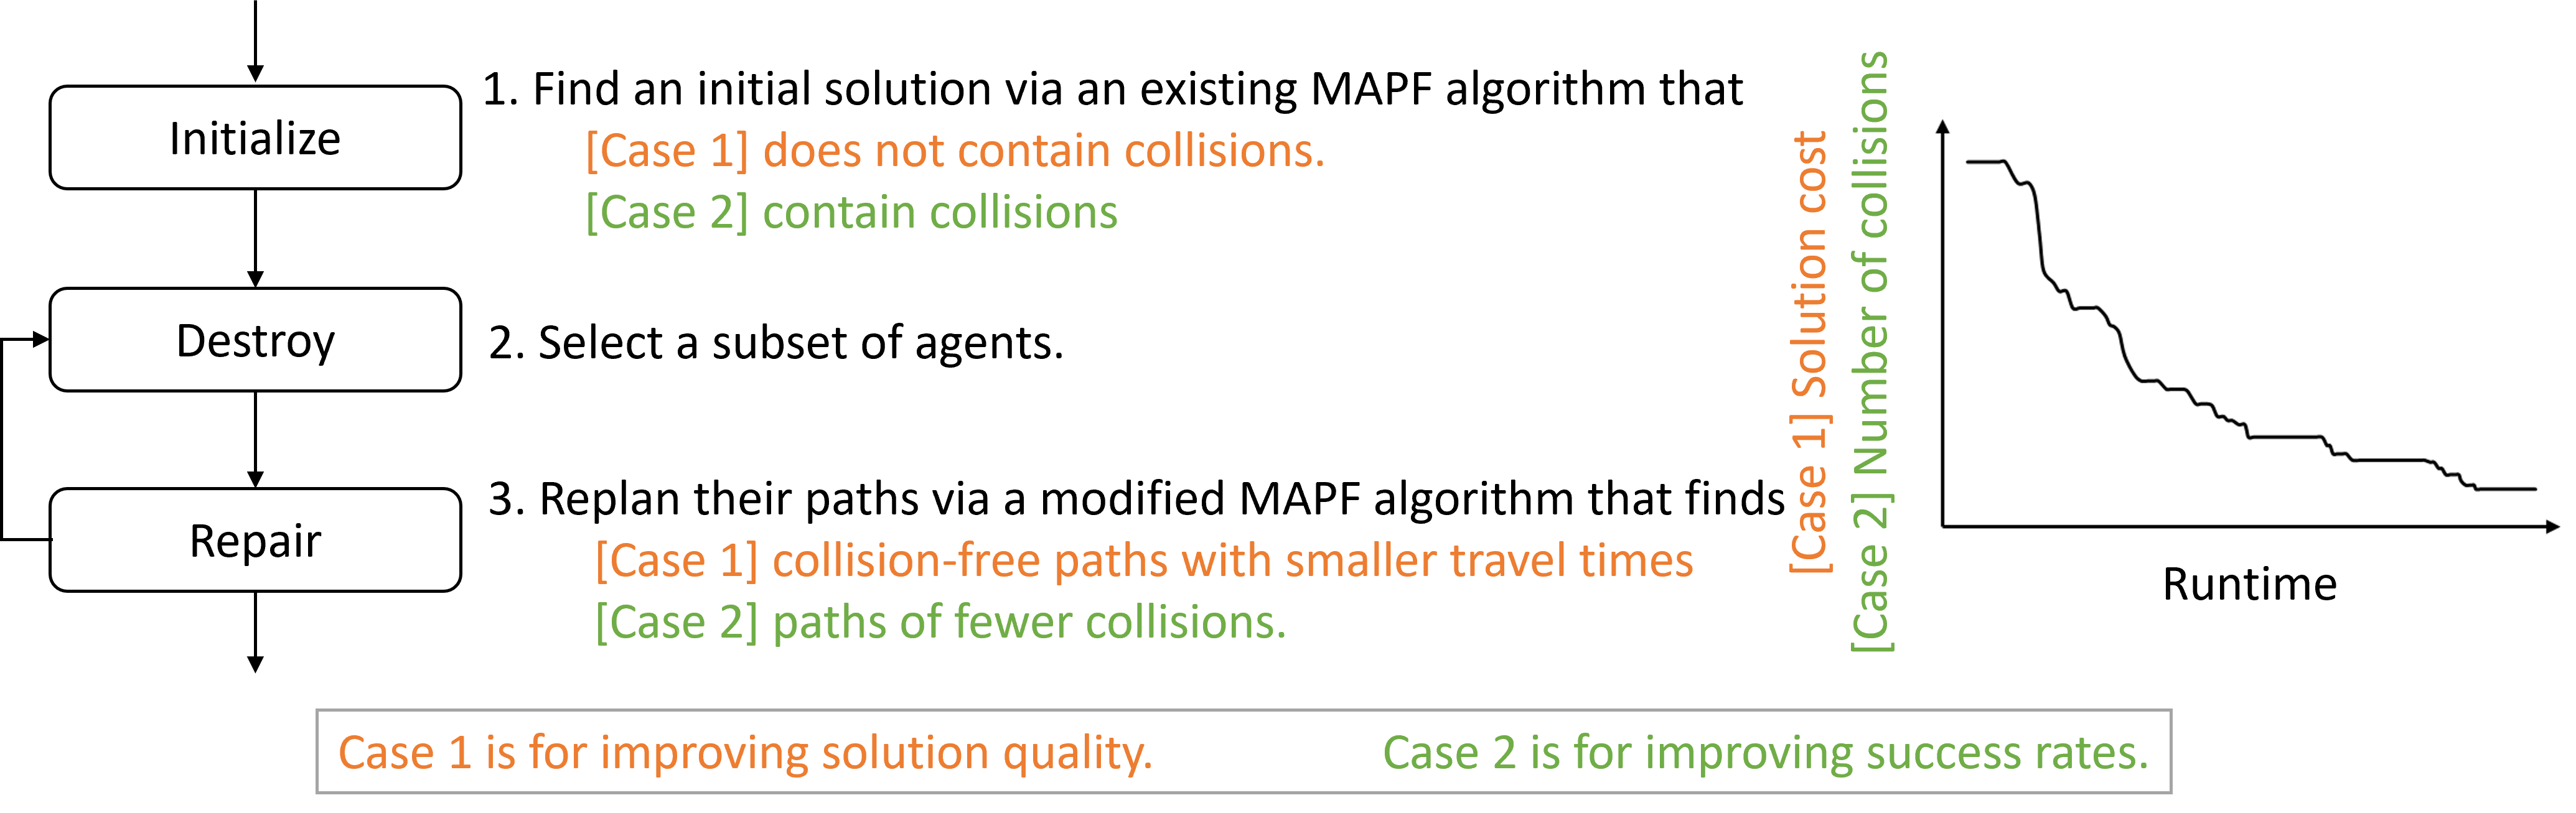 Initialize
1. Find an initial solution via an existing MAPF algorithm that
[Case 1] does not contain collisions.
[Case 2] contain collisions
Destroy
2. Select a subset of agents.
Repair
3. Replan their paths via a modified MAPF algorithm that finds
[Case 1] collision-free paths with smaller travel times
[Case 2] paths of fewer collisions.
[Case 1] Solution cost
[Case 2] Number of collisions
Runtime
Case 1 is for improving solution quality.
Case 2 is for improving success rates.